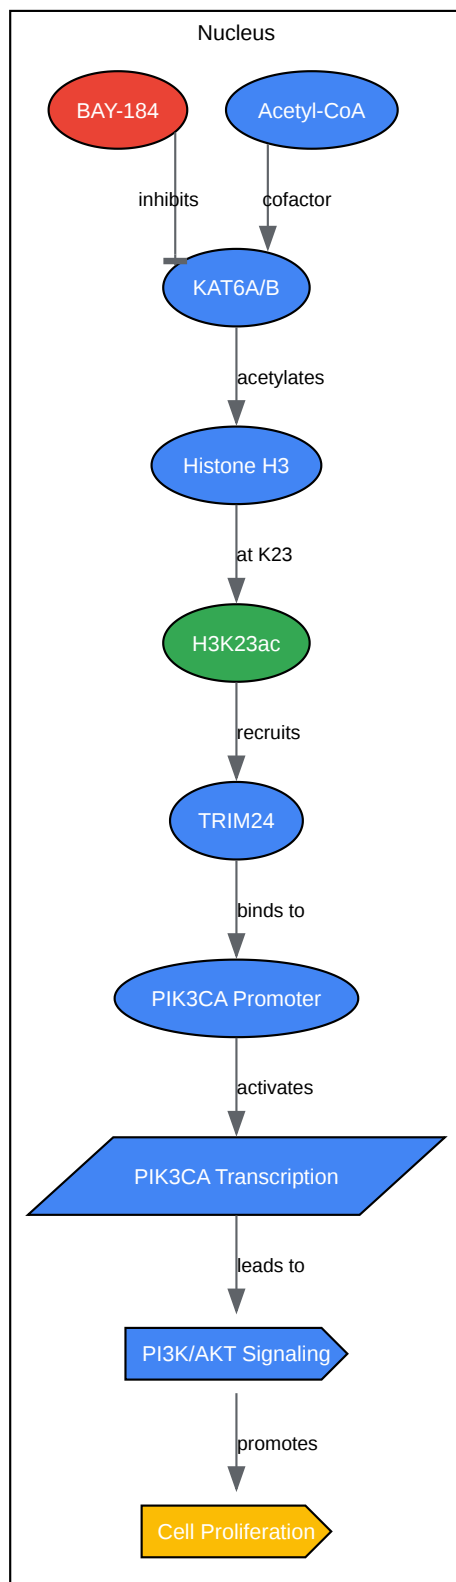 Nucleus
BAY-184
Acetyl-CoA
inhibits
cofactor
KAT6A/B
acetylates
Histone H3
at K23
H3K23ac
recruits
TRIM24
binds to
PIK3CA Promoter
activates
PIK3CA Transcription
leads to
PI3K/AKT Signaling
promotes
Cell Proliferation